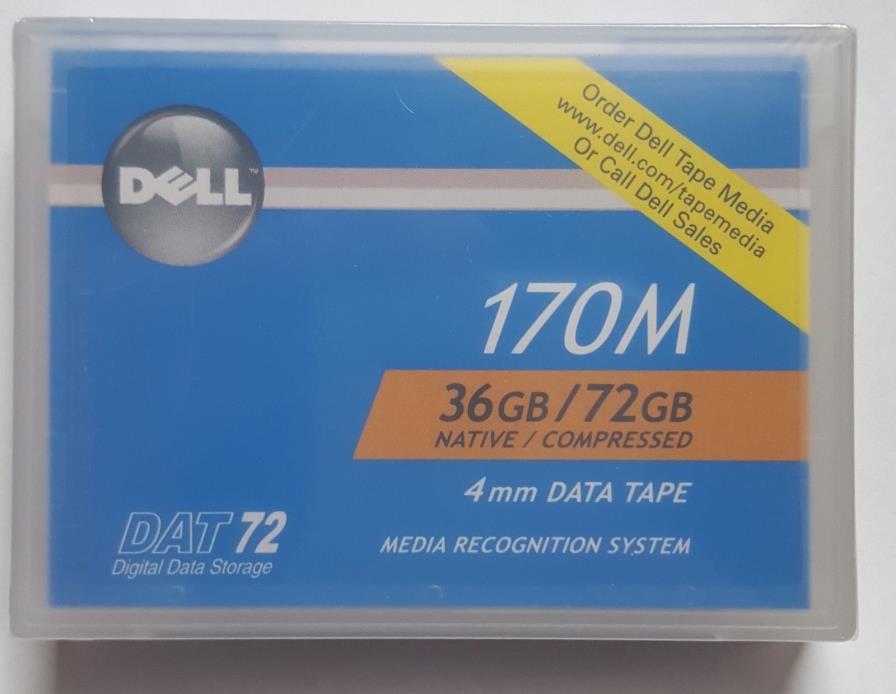 Order Dell Tape Media
www.dell.com/tapemedia
Or Call Dell Sales
DELL™
170M
36GB/72GB
NATIVE / COMPRESSED
4mm DATA TAPE
DAT 72
Digital Data Storage
MEDIA RECOGNITION SYSTEM